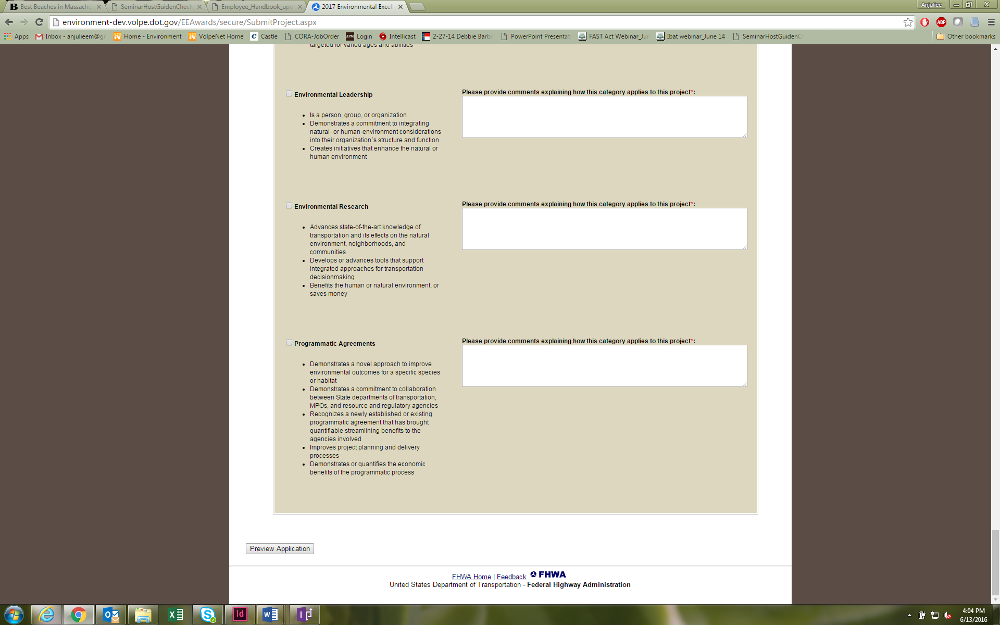 Best Beaches in Massachu
SeminarHostGuidenCheck
Employee_Handbook_upd
2017 Environmental Excell
Anjuliee
environment-dev.volpe.dot.gov/EEAwards/secure/SubmitProject.aspx
ABP
Apps
Inbox - anjulieem@gr
Home - Environment
VolpeNet Home
Castle
CORA-JobOrder
JPM Login
Intellicast
2-27-14 Debbie Barbo
PowerPoint Presentati
FAST Act Webinar_Jun
Ibat webinar_June 14
SeminarHostGuidenC
Other bookmarks
targeted for varied ages and abilities
Environmental Leadership
Please provide comments explaining how this category applies to this project*:
• Is a person, group, or organization
• Demonstrates a commitment to integrating
natural- or human-environment considerations
into their organization´s structure and function
• Creates initiatives that enhance the natural or
human environment
Environmental Research
Please provide comments explaining how this category applies to this project*:
• Advances state-of-the-art knowledge of
transportation and its effects on the natural
environment, neighborhoods, and
communities
• Develops or advances tools that support
integrated approaches for transportation
decisionmaking
• Benefits the human or natural environment, or
saves money
Programmatic Agreements
Please provide comments explaining how this category applies to this project*:
• Demonstrates a novel approach to improve
environmental outcomes for a specific species
or habitat
• Demonstrates a commitment to collaboration
between State departments of transportation,
MPOs, and resource and regulatory agencies
• Recognizes a newly established or existing
programmatic agreement that has brought
quantifiable streamlining benefits to the
agencies involved
• Improves project planning and delivery
processes
• Demonstrates or quantifies the economic
benefits of the programmatic process
Preview Application
FHWA Home | Feedback FHWA
United States Department of Transportation - Federal Highway Administration
4:04 PM
6/13/2016